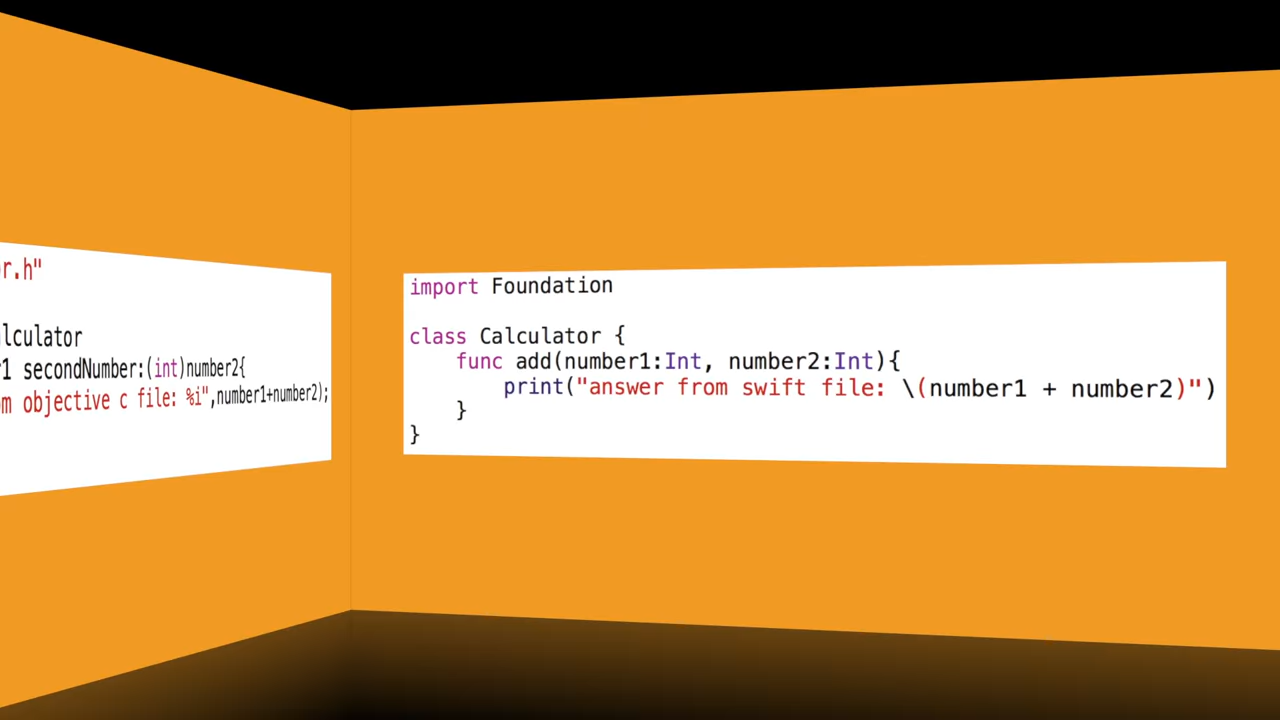 r.h"
lculator
1 secondNumber:(int)number2{
m objective c file: %i",number1+number2);
import Foundation
class Calculator {
func add(number1:Int, number2:Int){
print("answer from swift file: \(number1 + number2)")
}
}